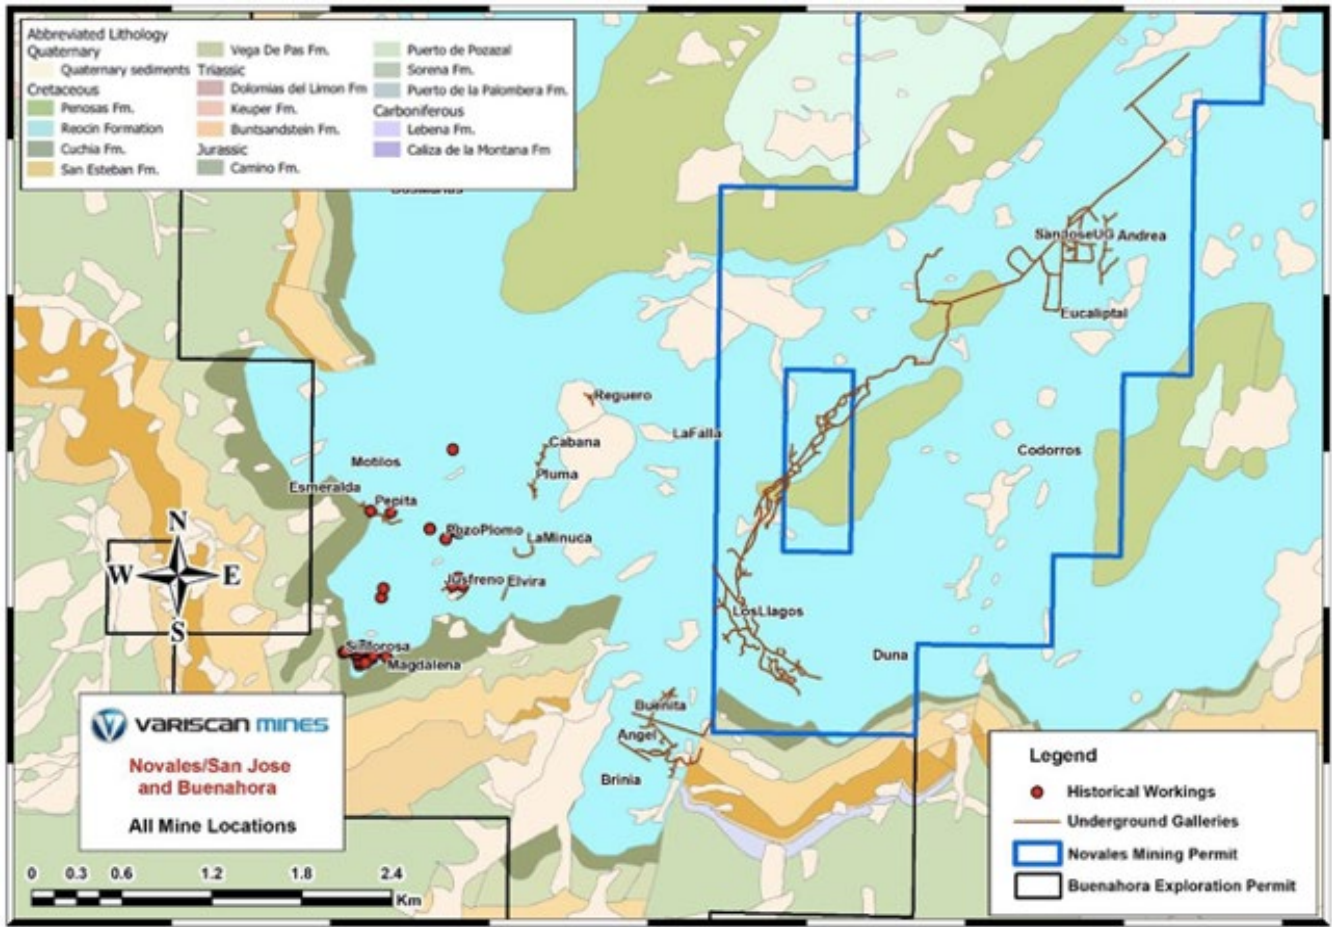 Abbreviated Lithology
Quaternary
Quaternary sediments
Cretaceous
Penosas Fm.
Reocin Formation
Cuchia Fm.
San Esteban Fm.
Vega De Pas Fm.
Triassic
Dolomias del Limon Fm
Keuper Fm.
Buntsandstein Fm.
Jurassic
Camino Fm.
Puerto de Pozazal
Sorena Fm.
Puerto de la Palombera Fm.
Carboniferous
Lebena Fm.
Caliza de la Montana Fm
SanJoseUG Andrea
Eucaliptal
Reguero
LaFalla
Cabana
Codorros
Motilos
Pluma
Esmeralda
Pepita
PozoPlomo
LaMinuca
Jusfreno Elvira
LosLlagos
Magdalena
Duna
Buenita
Angel
Brinia
N
W E
S
VARISCAN MINES
Novales/San Jose
and Buenahora
All Mine Locations
0 0.3 0.6 1.2 1.8 2.4
Km
Legend
Historical Workings
Underground Galleries
Novales Mining Permit
Buenahora Exploration Permit